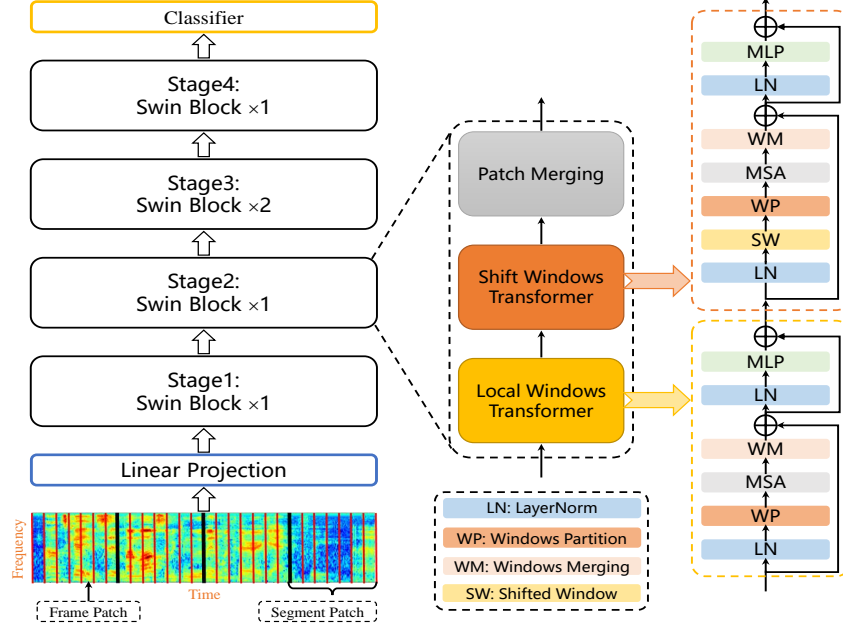 Classifier
Stage4:
Swin Block ×1
Stage3:
Swin Block ×2
Stage2:
Swin Block ×1
Stage1:
Swin Block ×1
Linear Projection
Frequency
Time
Frame Patch
Segment Patch
Patch Merging
Shift Windows
Transformer
Local Windows
Transformer
LN: LayerNorm
WP: Windows Partition
WM: Windows Merging
SW: Shifted Window
MLP
LN
WM
MSA
WP
SW
LN
MLP
LN
WM
MSA
WP
LN